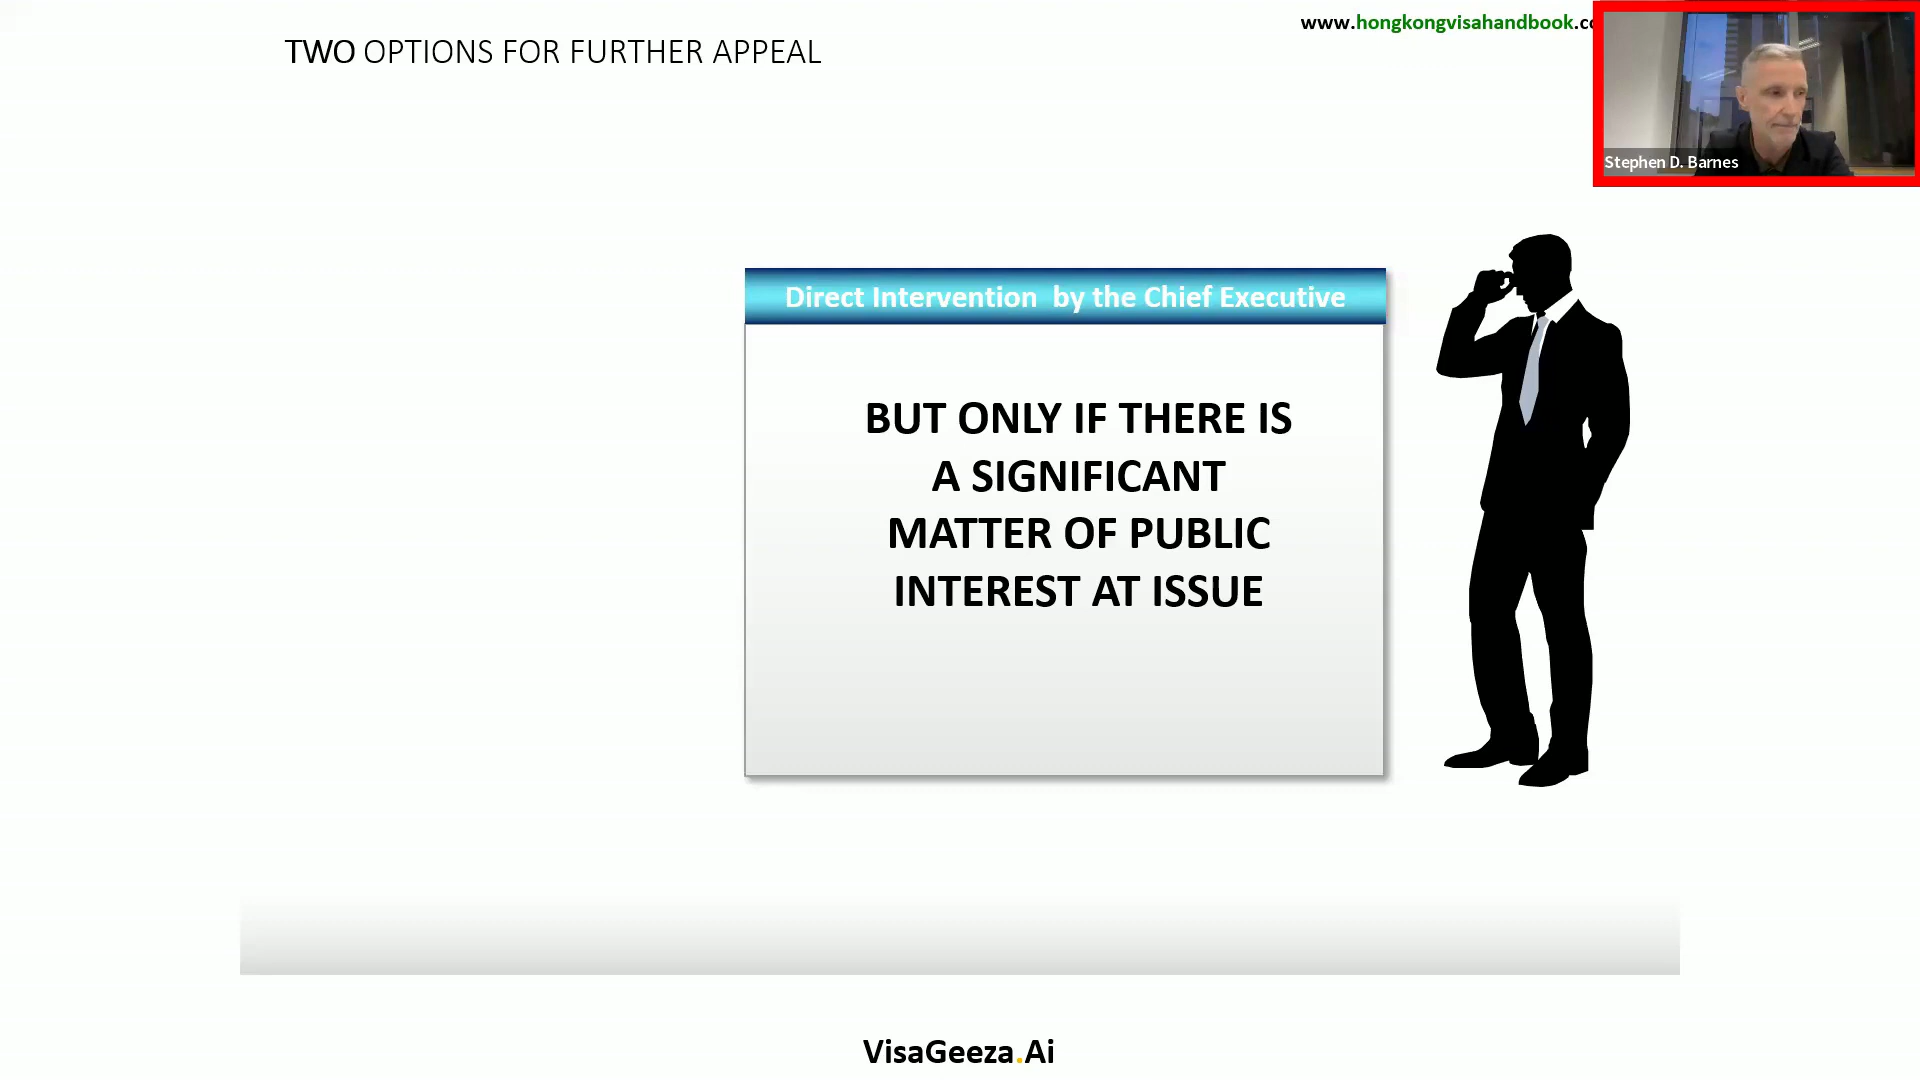 www.hongkongvisahandbook.co
TWO OPTIONS FOR FURTHER APPEAL
Stephen D. Barnes
Direct Intervention by the Chief Executive
BUT ONLY IF THERE IS
A SIGNIFICANT
MATTER OF PUBLIC
INTEREST AT ISSUE
VisaGeeza.Ai